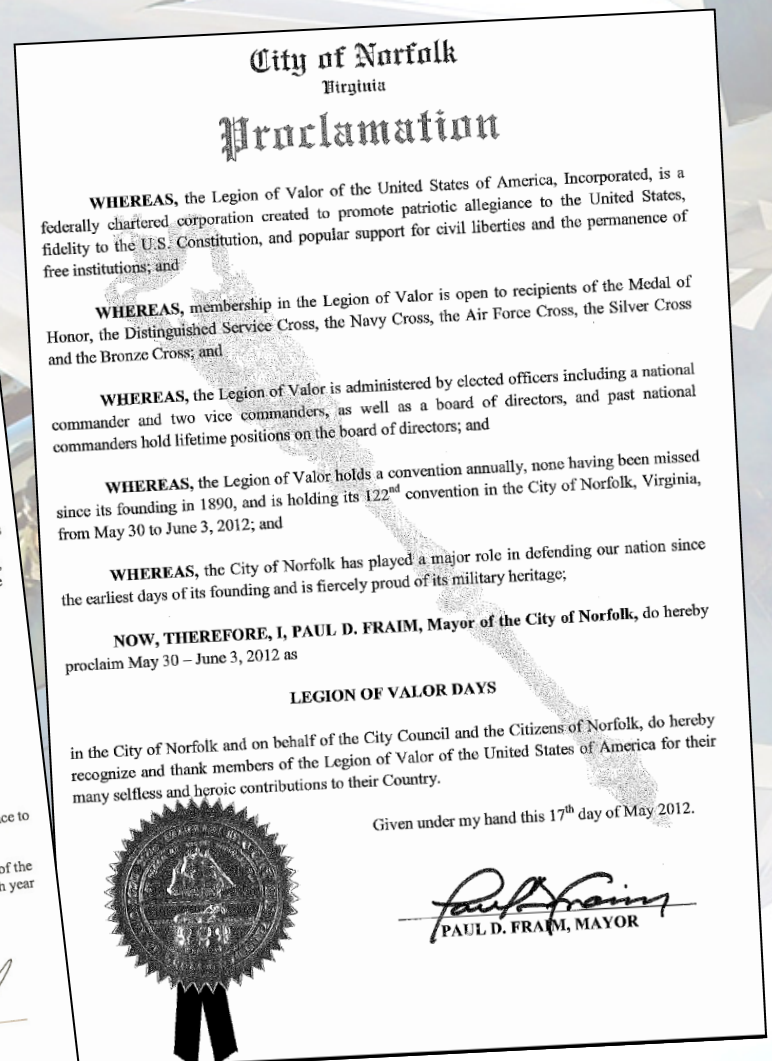 City of Norfolk
Virginia
Proclamation
WHEREAS, the Legion of Valor of the United States of America, Incorporated, is a
federally chartered corporation created to promote patriotic allegiance to the United States,
fidelity to the U.S. Constitution, and popular support for civil liberties and the permanence of
free institutions; and
WHEREAS, membership in the Legion of Valor is open to recipients of the Medal of
Honor, the Distinguished Service Cross, the Navy Cross, the Air Force Cross, the Silver Cross
and the Bronze Cross; and
WHEREAS, the Legion of Valor is administered by elected officers including a national
commander and two vice commanders, as well as a board of directors, and past national
commanders hold lifetime positions on the board of directors; and
WHEREAS, the Legion of Valor holds a convention annually, none having been missed
since its founding in 1890, and is holding its 122nd convention in the City of Norfolk, Virginia,
from May 30 to June 3, 2012; and
WHEREAS, the City of Norfolk has played a major role in defending our nation since
the earliest days of its founding and is fiercely proud of its military heritage;
NOW, THEREFORE, I, PAUL D. FRAIM, Mayor of the City of Norfolk, do hereby
proclaim May 30 – June 3, 2012 as
LEGION OF VALOR DAYS
in the City of Norfolk and on behalf of the City Council and the Citizens of Norfolk, do hereby
recognize and thank members of the Legion of Valor of the United States of America for their
many selfless and heroic contributions to their Country.
Given under my hand this 17th day of May 2012.
Paul D. Fraim
PAUL D. FRAIM, MAYOR
ce to
of the
year